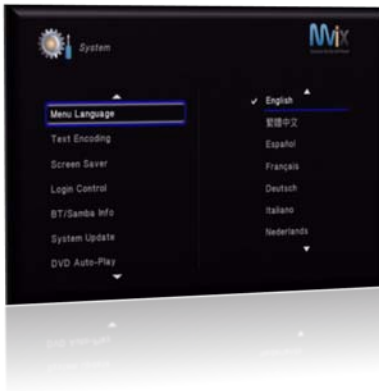 System
Mvix
Menu Language
Text Encoding
Screen Saver
Login Control
BT/Samba Info
System Update
DVD Auto-Play
English
繁體中文
Español
Français
Deutsch
Italiano
Nederlands